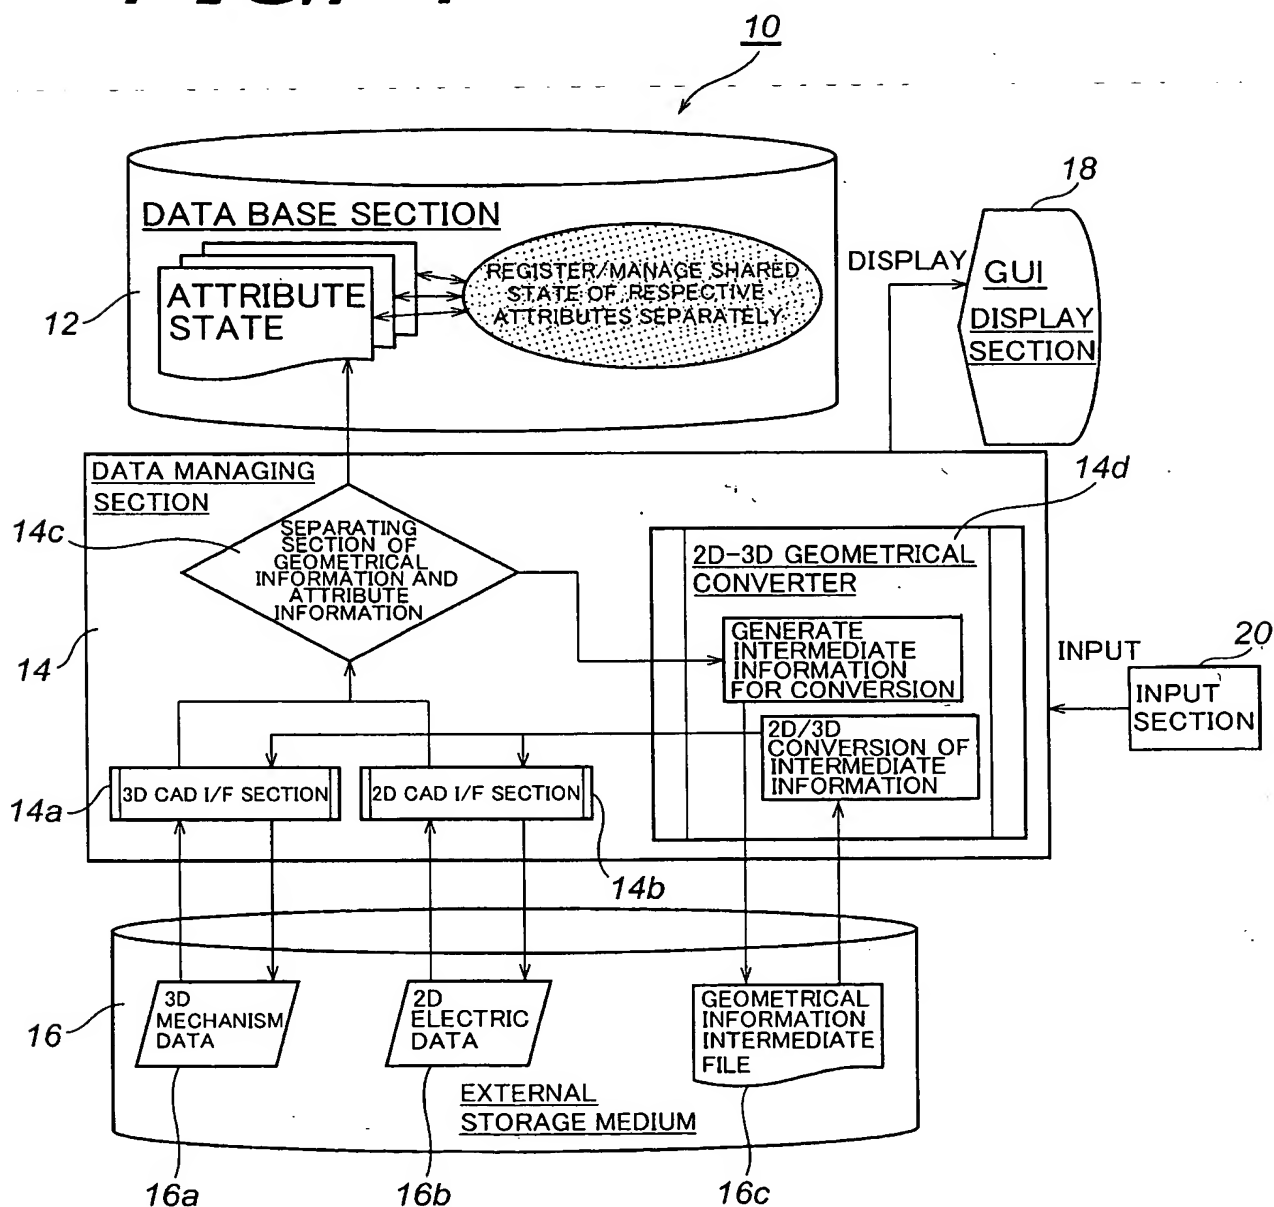 10
DATA BASE SECTION
ATTRIBUTE
STATE
REGISTER/MANAGE SHARED
STATE OF RESPECTIVE
ATTRIBUTES SEPARATELY
12
DISPLAY
18
GUI
DISPLAY
SECTION
DATA MANAGING
SECTION
14c
SEPARATING
SECTION OF
GEOMETRICAL
INFORMATION AND
ATTRIBUTE
INFORMATION
14d
2D-3D GEOMETRICAL
CONVERTER
GENERATE
INTERMEDIATE
INFORMATION
FOR CONVERSION
14
INPUT
20
INPUT
SECTION
2D/3D
CONVERSION OF
INTERMEDIATE
INFORMATION
14a
3D CAD I/F SECTION
2D CAD I/F SECTION
14b
16
3D
MECHANISM
DATA
2D
ELECTRIC
DATA
GEOMETRICAL
INFORMATION
INTERMEDIATE
FILE
EXTERNAL
STORAGE MEDIUM
16a
16b
16c